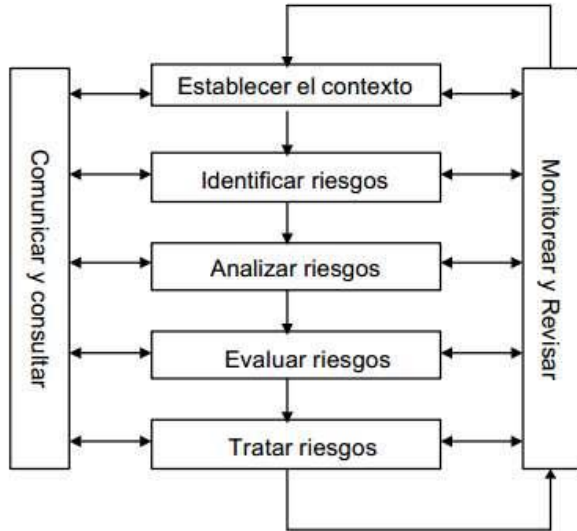 Establecer el contexto
Identificar riesgos
Analizar riesgos
Evaluar riesgos
Tratar riesgos
Comunicar y consultar
Monitorear y Revisar